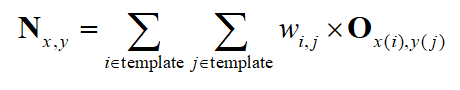 N_{x,y} = ∑_{i∈template} ∑_{j∈template} w_{i,j} × O_{x(i),y(j)}